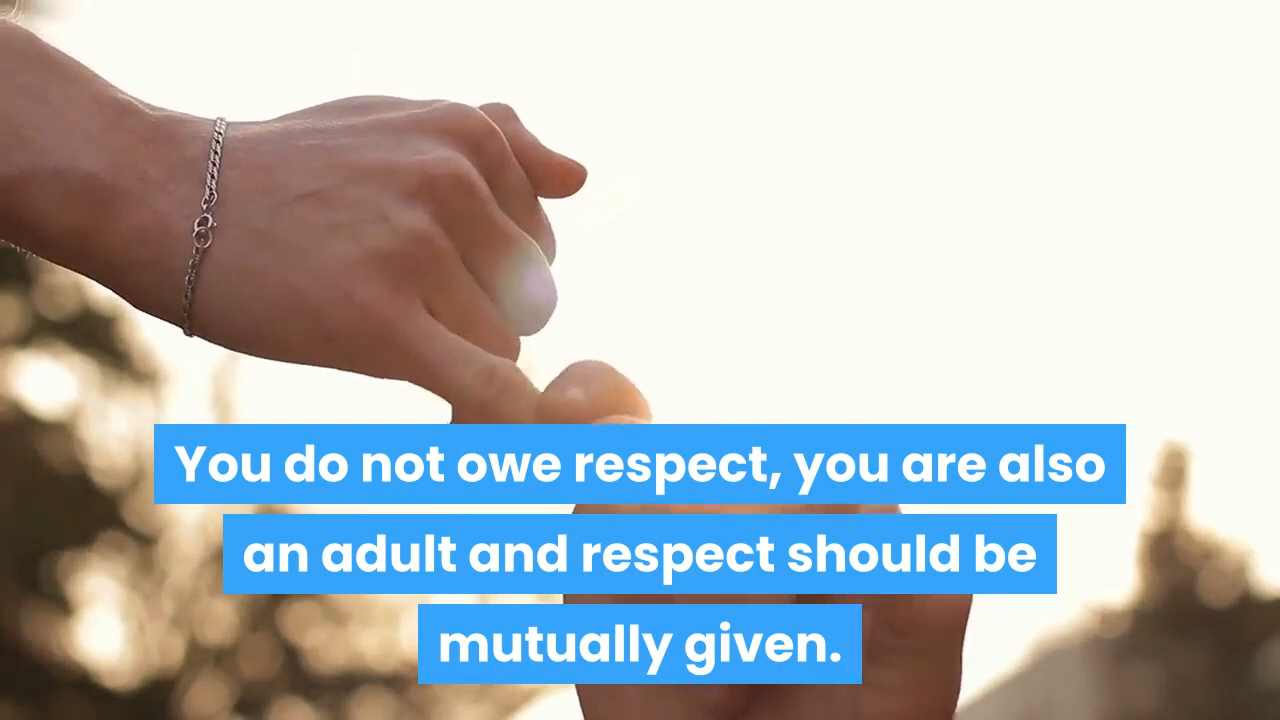 You do not owe respect, you are also
an adult and respect should be
mutually given.